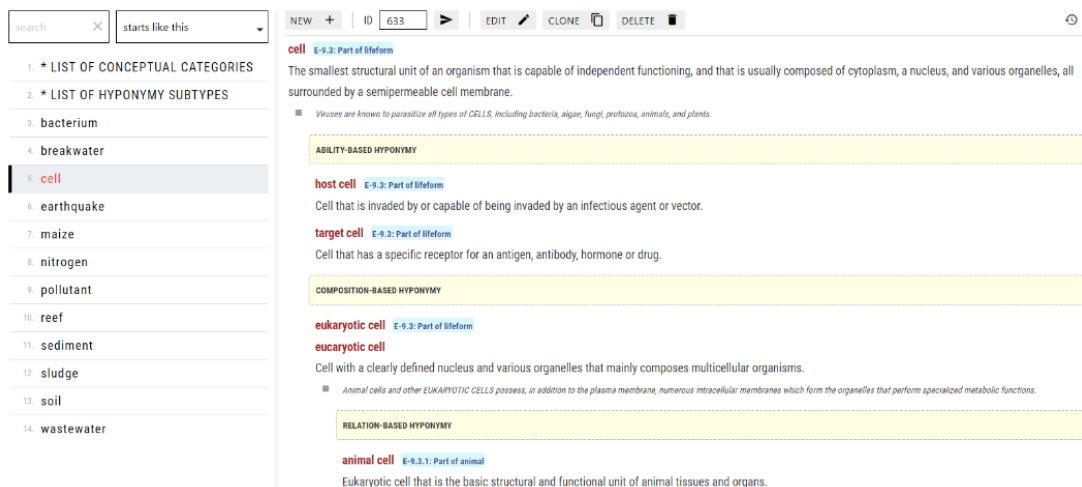 search
starts like this
NEW +
ID 633
EDIT
CLONE
DELETE
1. * LIST OF CONCEPTUAL CATEGORIES
2. * LIST OF HYPONYMY SUBTYPES
3. bacterium
4. breakwater
5. cell
6. earthquake
7. maize
8. nitrogen
9. pollutant
10. reef
11. sediment
12. sludge
13. soil
14. wastewater
cell E-9.3: Part of lifeform
The smallest structural unit of an organism that is capable of independent functioning, and that is usually composed of cytoplasm, a nucleus, and various organelles, all
surrounded by a semipermeable cell membrane.
Viruses are known to parasitize all types of CELLS, including bacteria, algae, fungi, protozoa, animals, and plants.
ABILITY-BASED HYPONYMY
host cell E-9.3: Part of lifeform
Cell that is invaded by or capable of being invaded by an infectious agent or vector.
target cell E-9.3: Part of lifeform
Cell that has a specific receptor for an antigen, antibody, hormone or drug.
COMPOSITION-BASED HYPONYMY
eukaryotic cell E-9.3: Part of lifeform
eucaryotic cell
Cell with a clearly defined nucleus and various organelles that mainly composes multicellular organisms.
Animal cells and other EUKARYOTIC CELLS possess, in addition to the plasma membrane, numerous intracellular membranes which form the organelles that perform specialized metabolic functions.
RELATION-BASED HYPONYMY
animal cell E-9.3.1: Part of animal
Eukaryotic cell that is the basic structural and functional unit of animal tissues and organs.